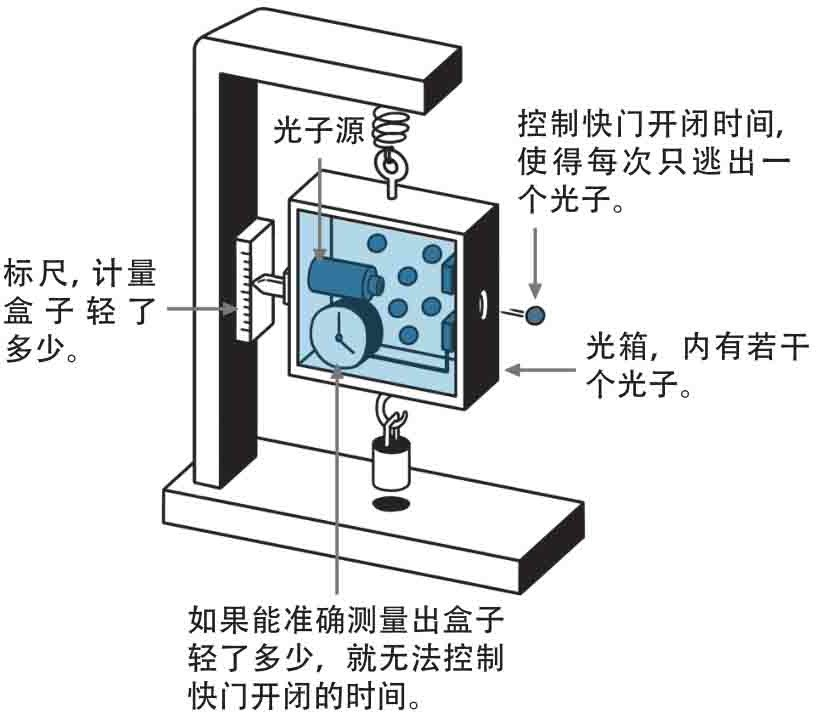 光子源
控制快门开闭时间,
使得每次只逃出一
个光子。
标尺, 计量
盒子轻了
多少。
光箱, 内有若干
个光子。
如果能准确测量出盒子
轻了多少, 就无法控制
快门开闭的时间。